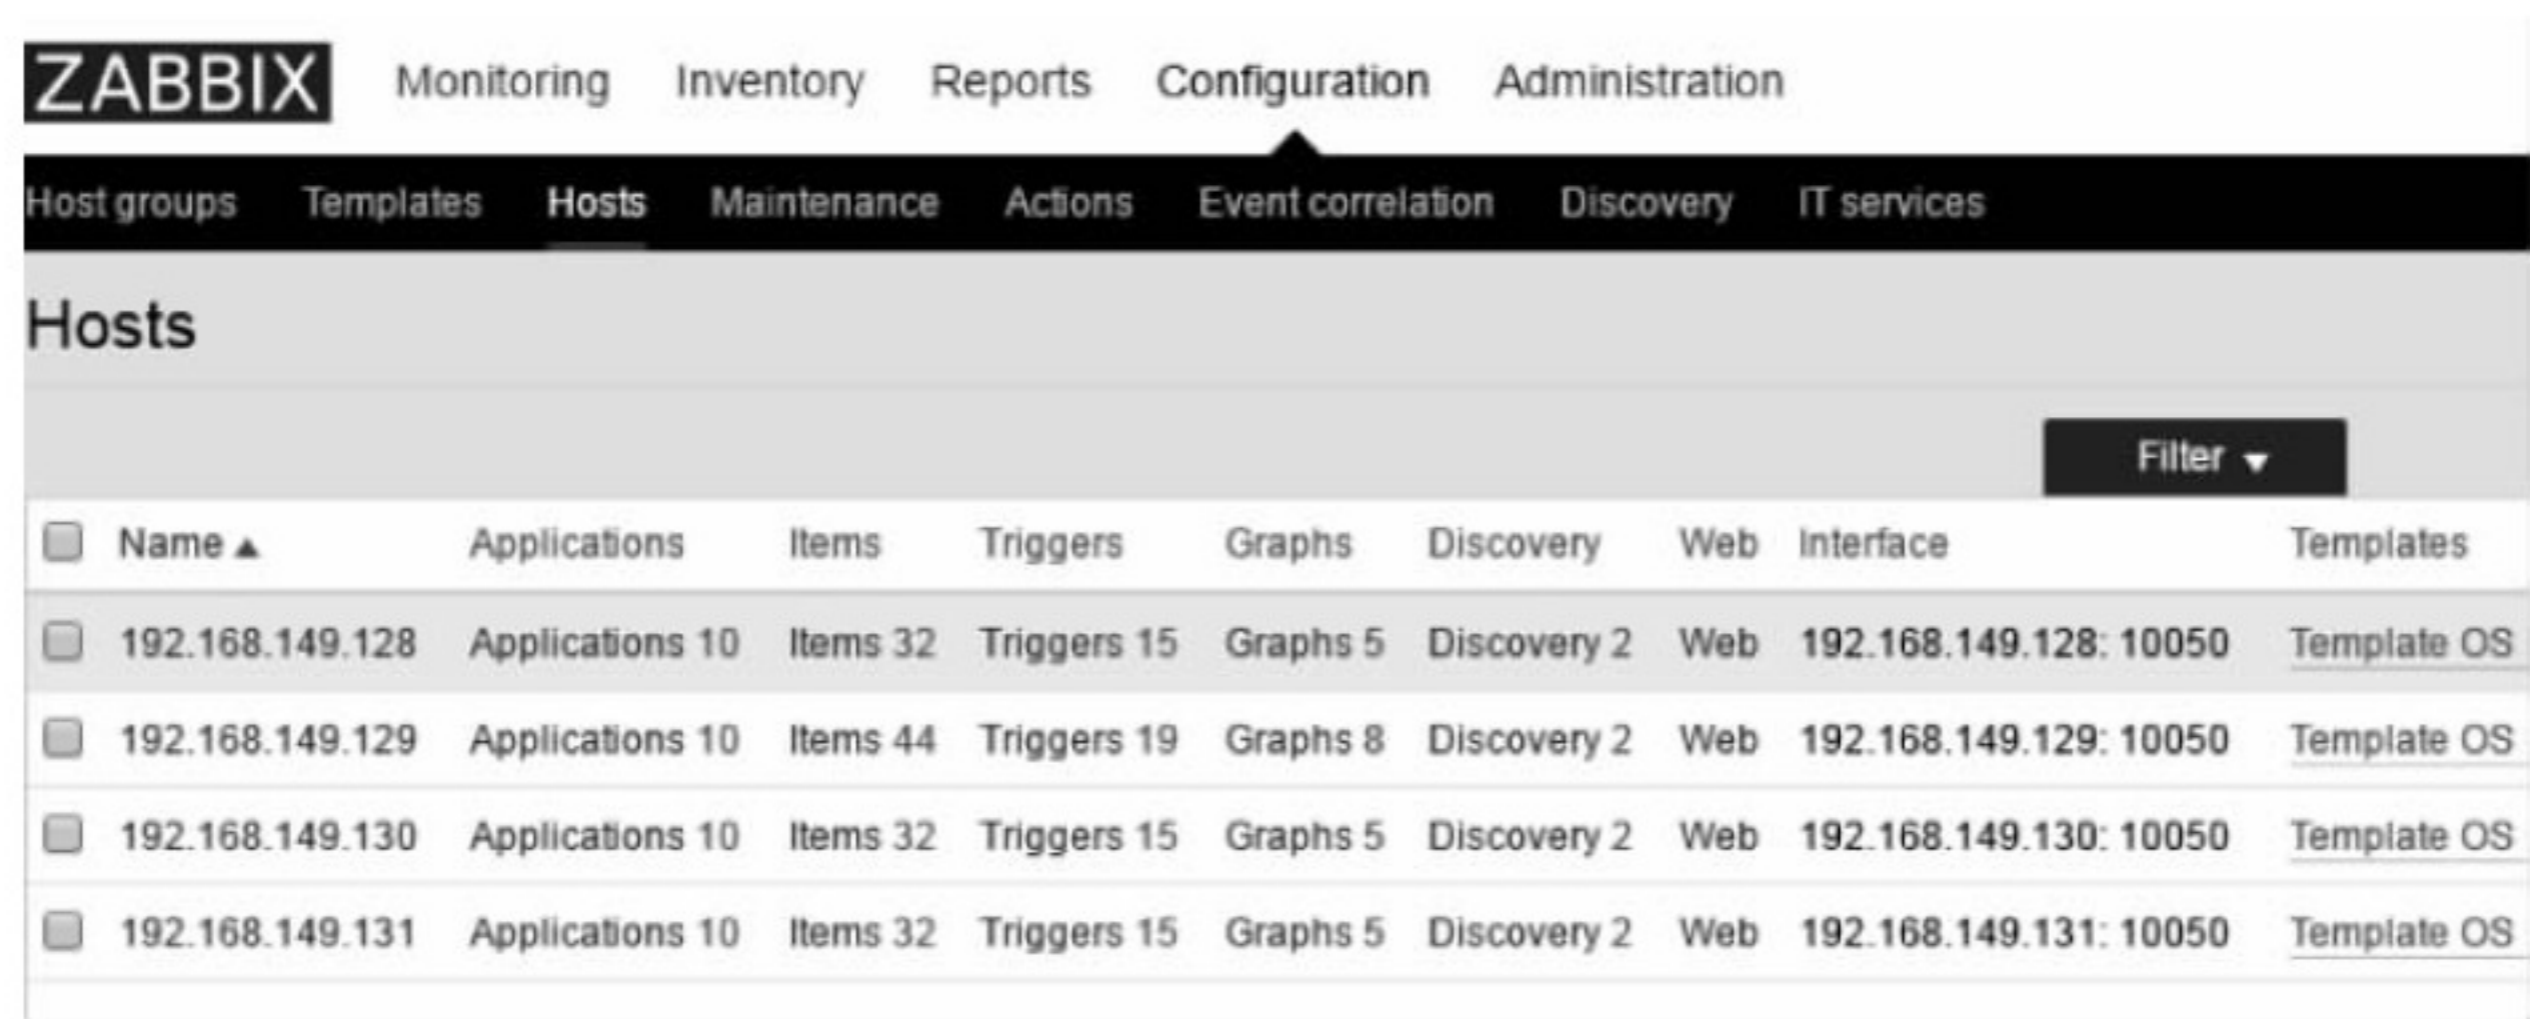 ZABBIX Monitoring Inventory Reports Configuration Administration
Host groups Templates Hosts Maintenance Actions Event correlation Discovery IT services
Hosts
Filter ▼
Name ▲ Applications Items Triggers Graphs Discovery Web Interface Templates
192.168.149.128 Applications 10 Items 32 Triggers 15 Graphs 5 Discovery 2 Web 192.168.149.128: 10050 Template OS
192.168.149.129 Applications 10 Items 44 Triggers 19 Graphs 8 Discovery 2 Web 192.168.149.129: 10050 Template OS
192.168.149.130 Applications 10 Items 32 Triggers 15 Graphs 5 Discovery 2 Web 192.168.149.130: 10050 Template OS
192.168.149.131 Applications 10 Items 32 Triggers 15 Graphs 5 Discovery 2 Web 192.168.149.131: 10050 Template OS